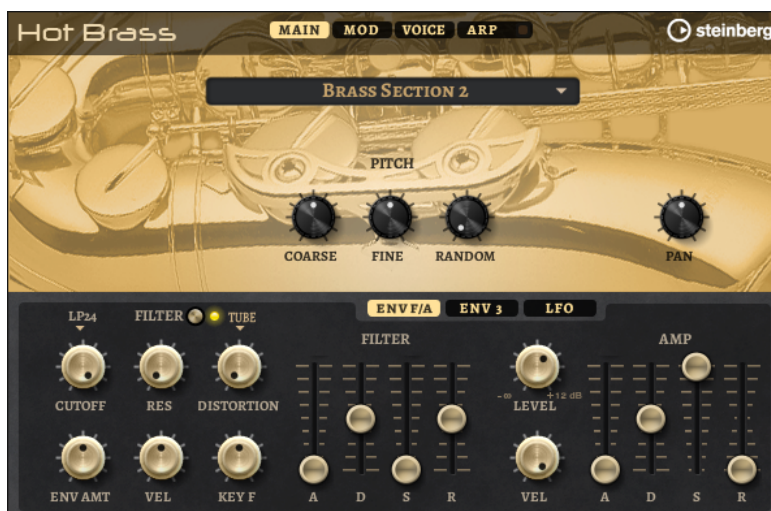 Hot Brass MAIN MOD VOICE ARP steinberg
BRASS SECTION 2
PITCH
COARSE FINE RANDOM PAN
ENV F/A ENV 3 LFO
LP24 FILTER TUBE
FILTER AMP
CUTOFF RES DISTORTION -∞ LEVEL +12 dB
ENV AMT VEL KEY F A D S R VEL A D S R